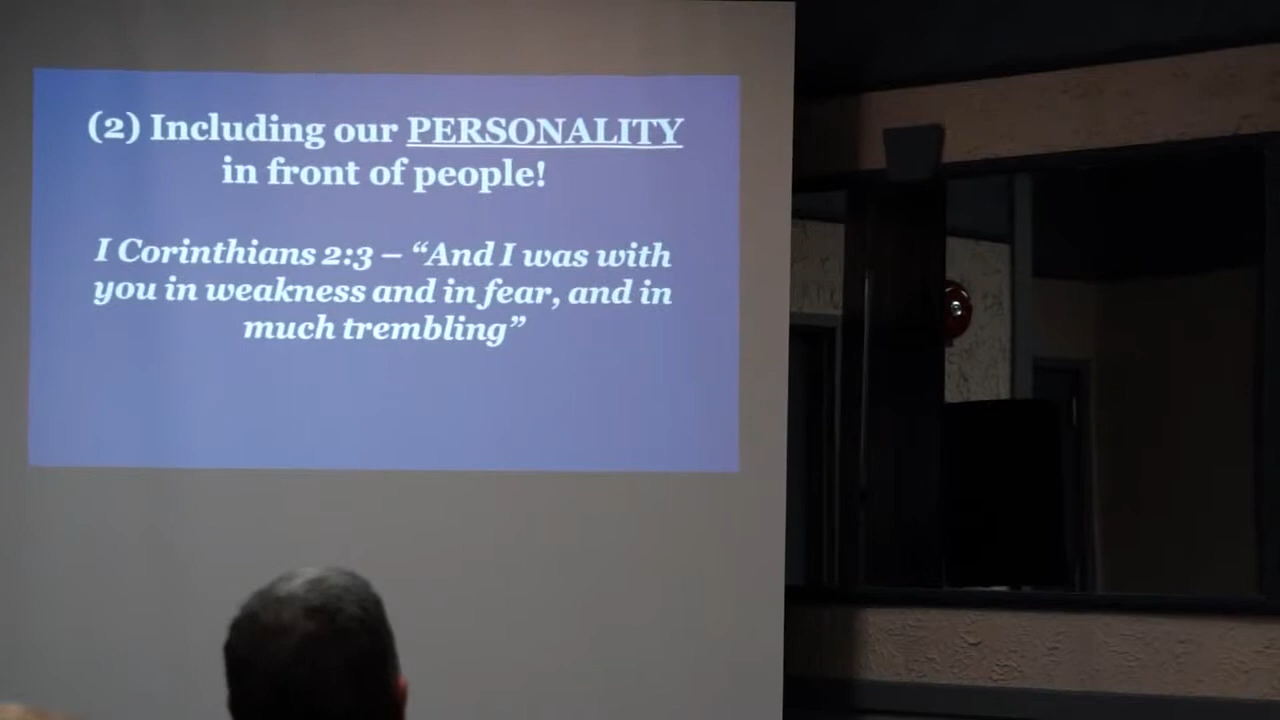 (2) Including our PERSONALITY
in front of people!
I Corinthians 2:3 – “And I was with
you in weakness and in fear, and in
much trembling”